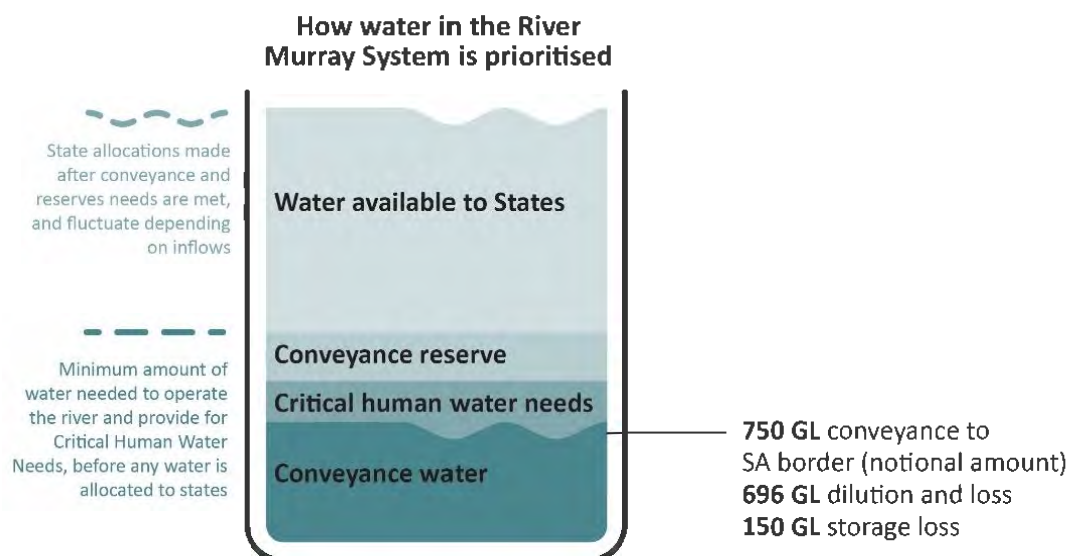 How water in the River
Murray System is prioritised
State allocations made
after conveyance and
reserves needs are met,
and fluctuate depending
on inflows
Water available to States
Conveyance reserve
Minimum amount of
water needed to operate
the river and provide for
Critical Human Water
Needs, before any water is
allocated to states
Critical human water needs
Conveyance water
750 GL conveyance to
SA border (notional amount)
696 GL dilution and loss
150 GL storage loss